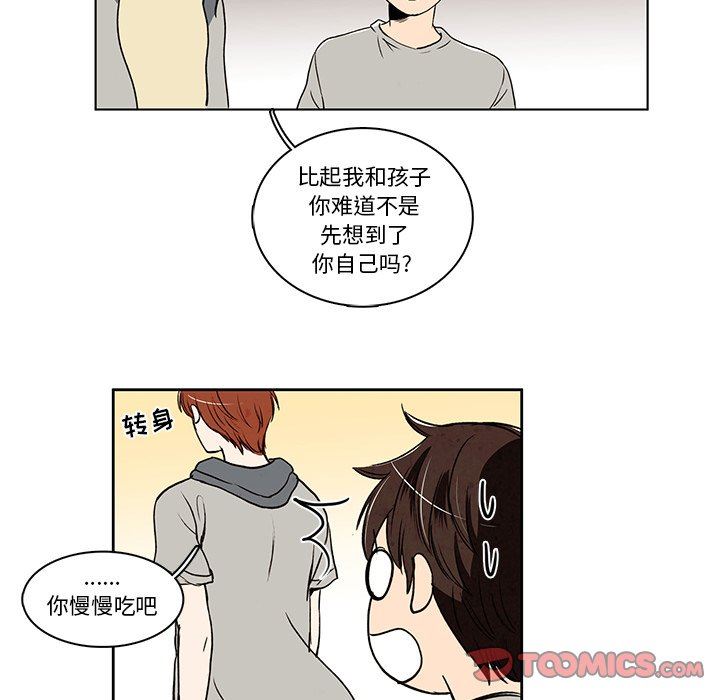 比起我和孩子
你难道不是
先想到了
你自己吗?
转身
......
你慢慢吃吧
TOOMICS.COM